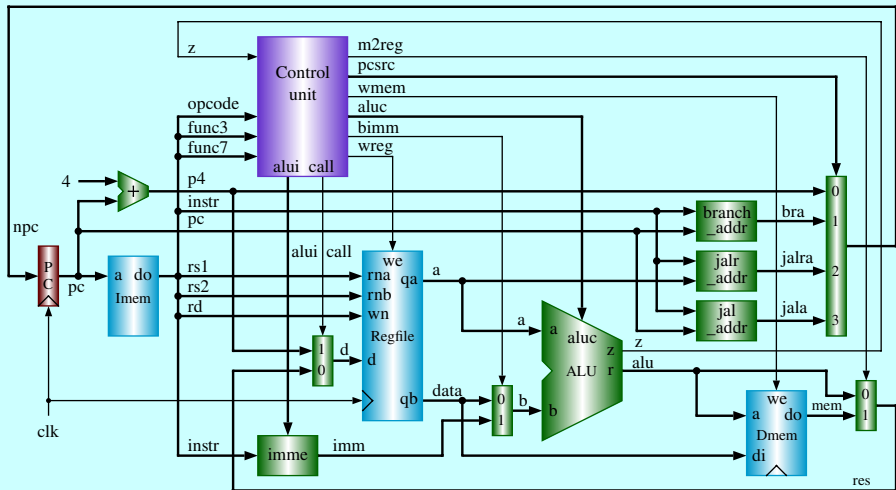 z
m2reg
pcsrc
wmem
aluc
bimm
wreg
Control
unit
opcode
func3
func7
alui call
4
+
p4
instr
pc
npc
P
C
pc
a do
Imem
rs1
rs2
rd
alui call
we
rna
qa
rnb
wn
Regfile
d
qb
1
0
d
clk
instr
imme
imm
a
a
data
0
1
b
a
aluc
z
ALU
r
b
z
alu
branch
_addr
bra
jalr
_addr
jalra
jal
_addr
jala
0
1
2
3
we
a
do
Dmem
di
mem
0
1
res